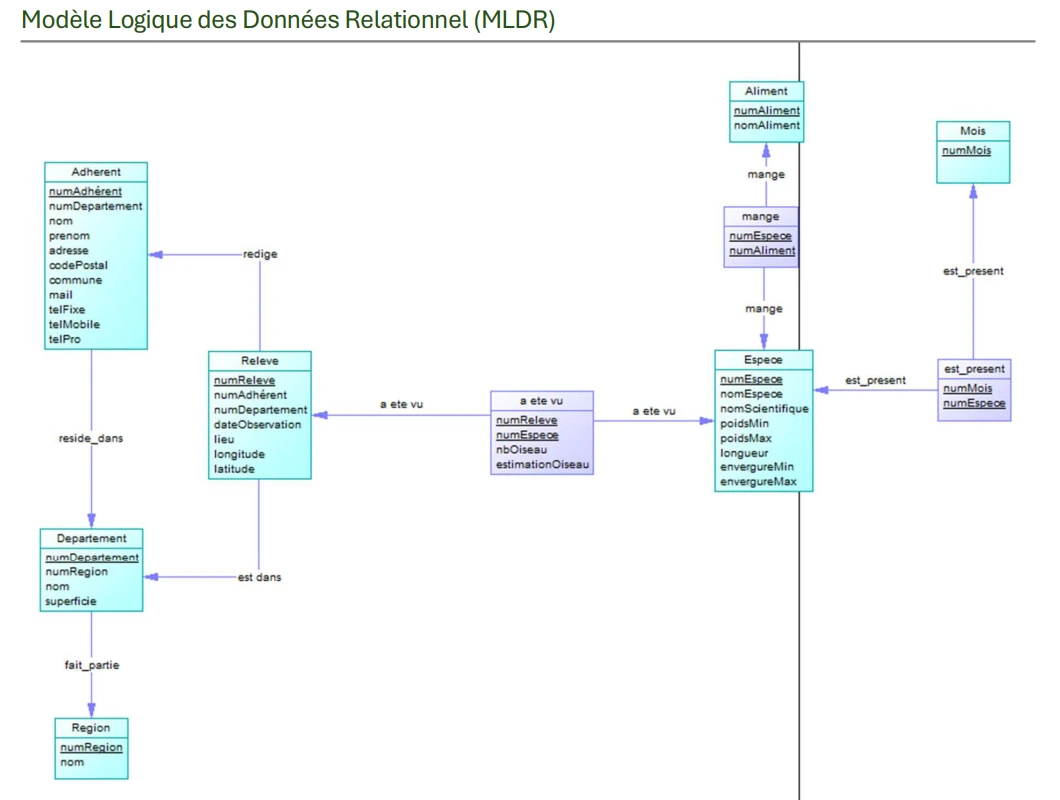 Modèle Logique des Données Relationnel (MLDR)
Aliment
numAliment
nomAliment
Mois
numMois
mange
mange
numEspece
numAliment
mange
est_present
est_present
numMois
numEspece
est_present
Adherent
numAdhérent
numDepartement
nom
prenom
adresse
codePostal
commune
mail
telFixe
telMobile
telPro
redige
Releve
numReleve
numAdhérent
numDepartement
dateObservation
lieu
longitude
latitude
a ete vu
a ete vu
numReleve
numEspece
nbOiseau
estimationOiseau
a ete vu
Espece
numEspece
nomEspece
nomScientifique
poidsMin
poidsMax
longueur
envergureMin
envergureMax
reside_dans
Departement
numDepartement
numRegion
nom
superficie
est dans
fait_partie
Region
numRegion
nom